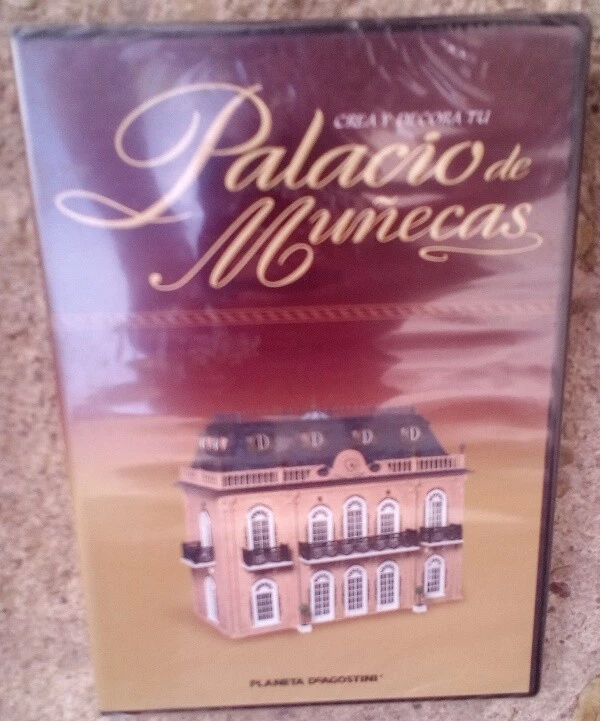 CREA Y DECORA TU
Palacio de
Muñecas
PLANETA DEAGOSTINI